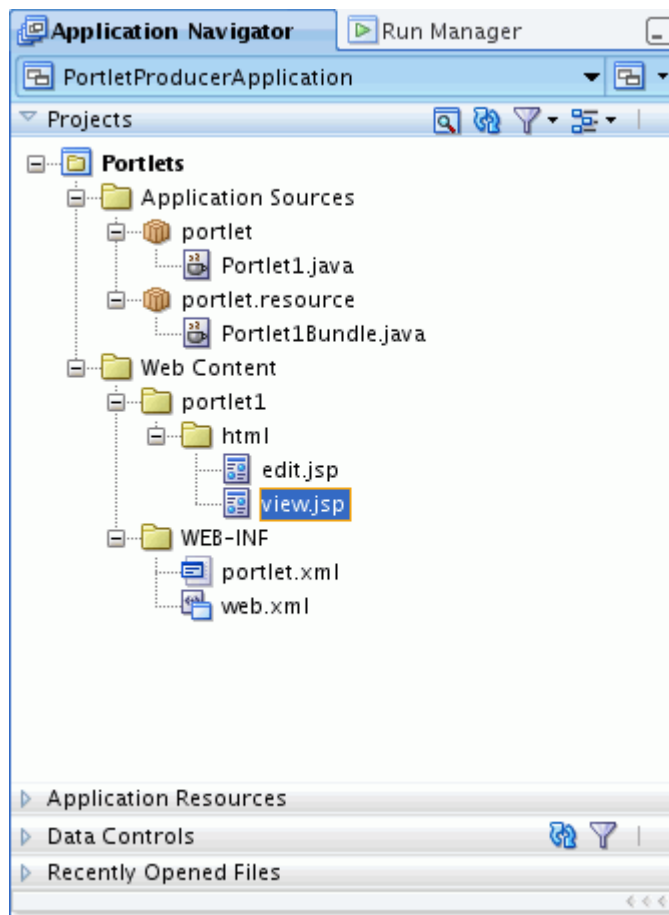 Application Navigator
Run Manager
PortletProducerApplication
Projects
Portlets
Application Sources
portlet
Portlet1.java
portlet.resource
Portlet1Bundle.java
Web Content
portlet1
html
edit.jsp
view.jsp
WEB-INF
portlet.xml
web.xml
Application Resources
Data Controls
Recently Opened Files